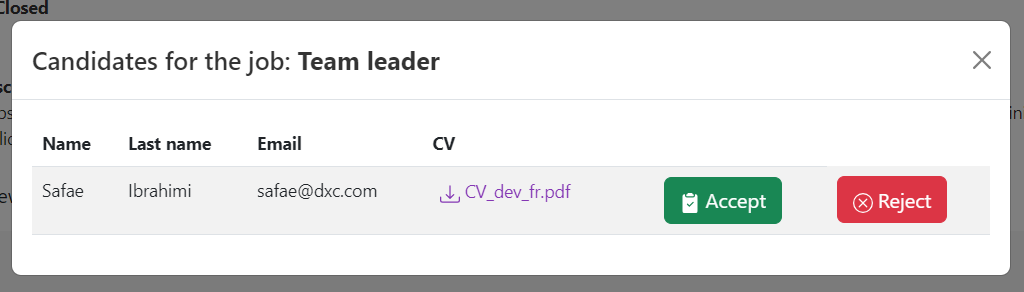 Closed
Candidates for the job: Team leader
Name Last name Email CV
Safae Ibrahimi safae@dxc.com CV_dev_fr.pdf Accept Reject